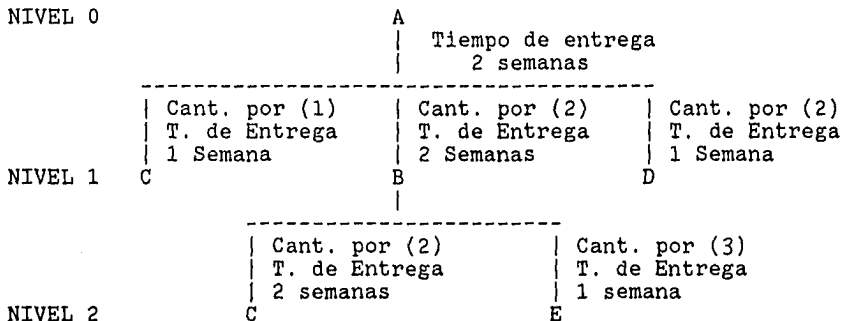 NIVEL 0 A
Tiempo de entrega
2 semanas
Cant. por (1) Cant. por (2) Cant. por (2)
T. de Entrega T. de Entrega T. de Entrega
1 Semana 2 Semanas 1 Semana
NIVEL 1 C B D
Cant. por (2) Cant. por (3)
T. de Entrega T. de Entrega
2 semanas 1 semana
NIVEL 2 C E